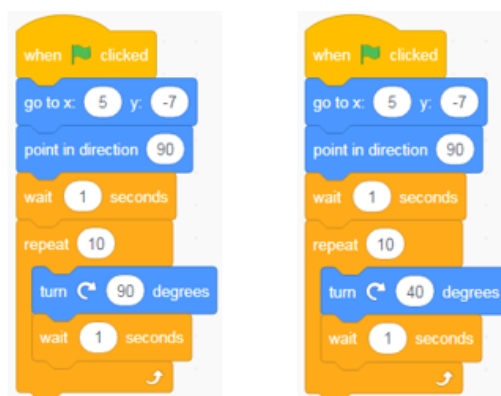 when clicked
go to x: 5 y: -7
point in direction 90
wait 1 seconds
repeat 10
turn 90 degrees
wait 1 seconds
when clicked
go to x: 5 y: -7
point in direction 90
wait 1 seconds
repeat 10
turn 40 degrees
wait 1 seconds